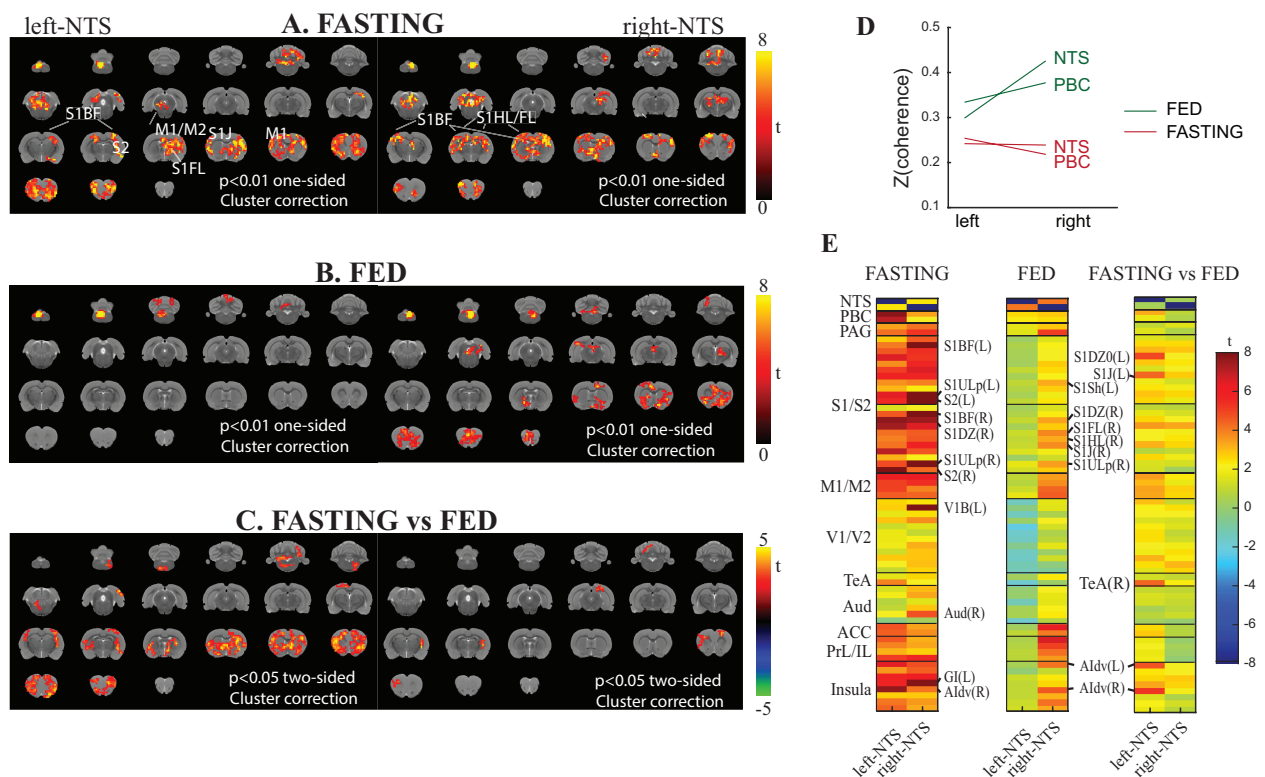 left-NTS
A. FASTING
right-NTS
8
t
0
S1BF
S2
M1/M2
S1FL
S1J
M1
S1BF
S1HL/FL
p<0.01 one-sided
Cluster correction
p<0.01 one-sided
Cluster correction
B. FED
8
t
0
p<0.01 one-sided
Cluster correction
p<0.01 one-sided
Cluster correction
C. FASTING vs FED
5
t
-5
p<0.05 two-sided
Cluster correction
p<0.05 two-sided
Cluster correction
D
0.5
0.4
0.3
0.2
0.1
Z(coherence)
left
right
NTS
PBC
NTS
PBC
FED
FASTING
E
FASTING
FED
FASTING vs FED
NTS
PBC
PAG
S1/S2
M1/M2
V1/V2
TeA
Aud
ACC
PrL/IL
Insula
S1BF(L)
S1ULp(L)
S2(L)
S1BF(R)
S1DZ(R)
S1ULp(R)
S2(R)
V1B(L)
Aud(R)
GI(L)
AIdv(R)
S1DZ0(L)
S1J(L)
S1Sh(L)
S1DZ(R)
S1FL(R)
S1HL(R)
S1J(R)
S1ULp(R)
TeA(R)
AIdv(L)
AIdv(R)
left-NTS
right-NTS
left-NTS
right-NTS
left-NTS
right-NTS
t
8
6
4
2
0
-2
-4
-6
-8